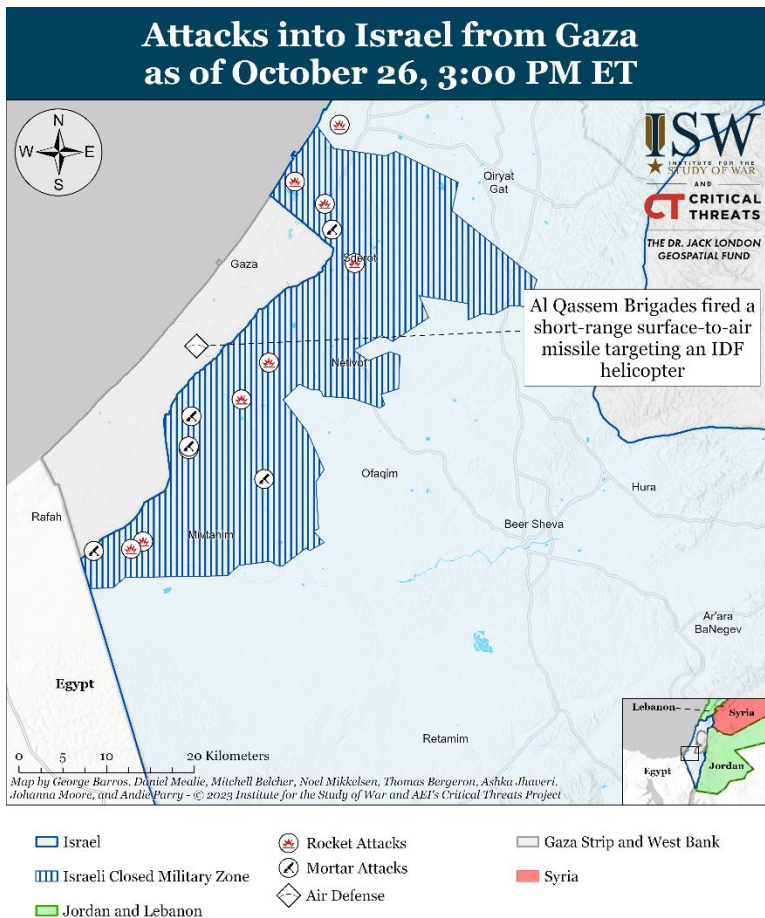 Attacks into Israel from Gaza
as of October 26, 3:00 PM ET
N
W E
S
ISW
INSTITUTE FOR THE
STUDY OF WAR
AND
CT CRITICAL
THREATS
THE DR. JACK LONDON
GEOSPATIAL FUND
Qiryat
Gat
Sderot
Gaza
Al Qassem Brigades fired a
short-range surface-to-air
missile targeting an IDF
helicopter
Netivot
Ofaqim
Hura
Rafah
Beer Sheva
Mivtahim
Ar'ara
BaNegev
Egypt
Retamim
Lebanon
Syria
Egypt
Jordan
0 5 10 20 Kilometers
Map by George Barros, Daniel Mealie, Mitchell Belcher, Noel Mikkelsen, Thomas Bergeron, Ashka Jhaveri,
Johanna Moore, and Andie Parry - © 2023 Institute for the Study of War and AEI's Critical Threats Project
Israel
Israeli Closed Military Zone
Jordan and Lebanon
Rocket Attacks
Mortar Attacks
Air Defense
Gaza Strip and West Bank
Syria